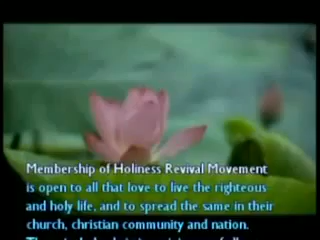 Membership of Holiness Revival Movement
is open to all that love to live the righteous
and holy life, and to spread the same in their
church, christian community and nation.